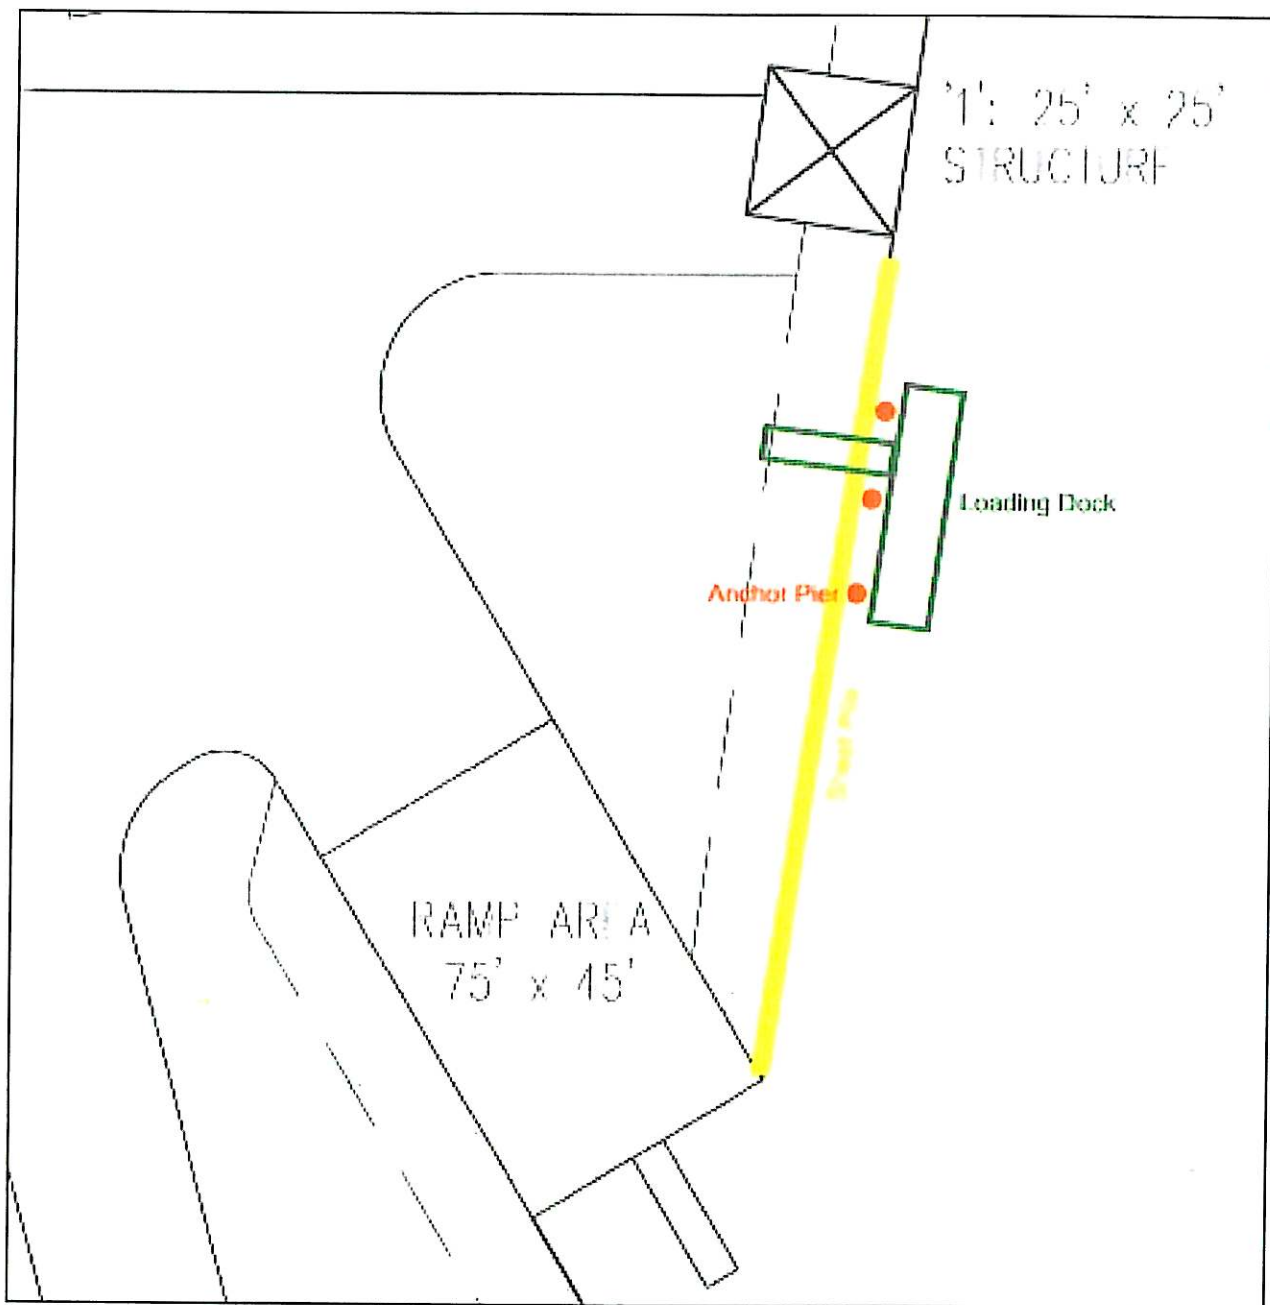 '1': 25' x 25'
STRUCTURE
Loading Dock
Anchor Pier
RAMP AREA
75' x 45'